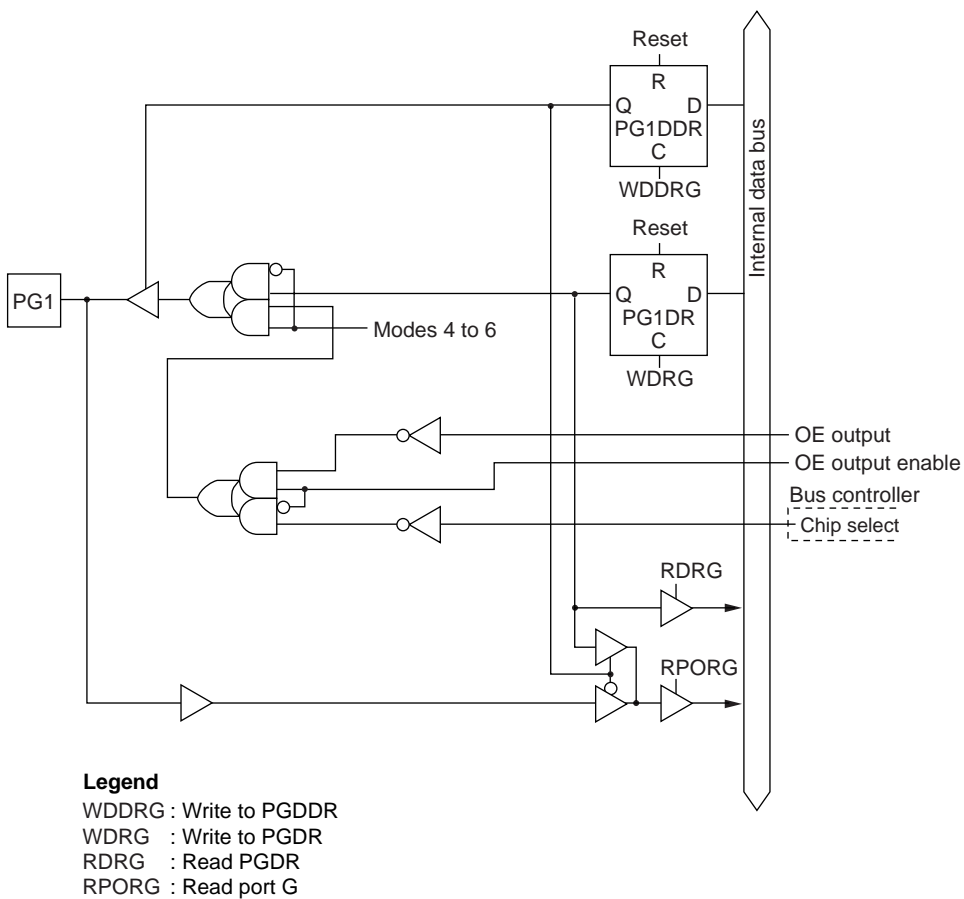 Reset
R
Q D
PG1DDR
C
WDDRG
Internal data bus
Reset
R
Q D
PG1DR
C
WDRG
PG1
Modes 4 to 6
OE output
OE output enable
Bus controller
Chip select
RDRG
RPORG
Legend
WDDRG : Write to PGDDR
WDRG : Write to PGDR
RDRG : Read PGDR
RPORG : Read port G